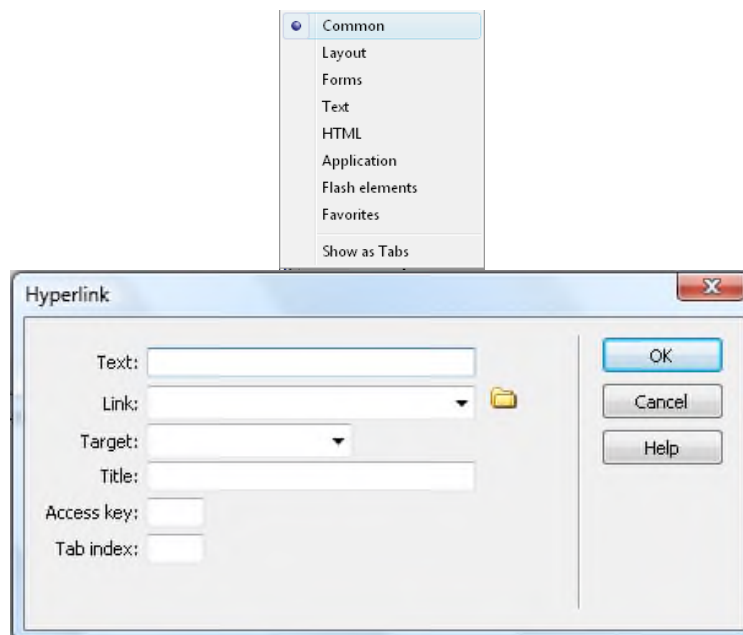 Common
Layout
Forms
Text
HTML
Application
Flash elements
Favorites
Show as Tabs
Hyperlink
Text:
OK
Link:
Cancel
Target:
Help
Title:
Access key:
Tab index: